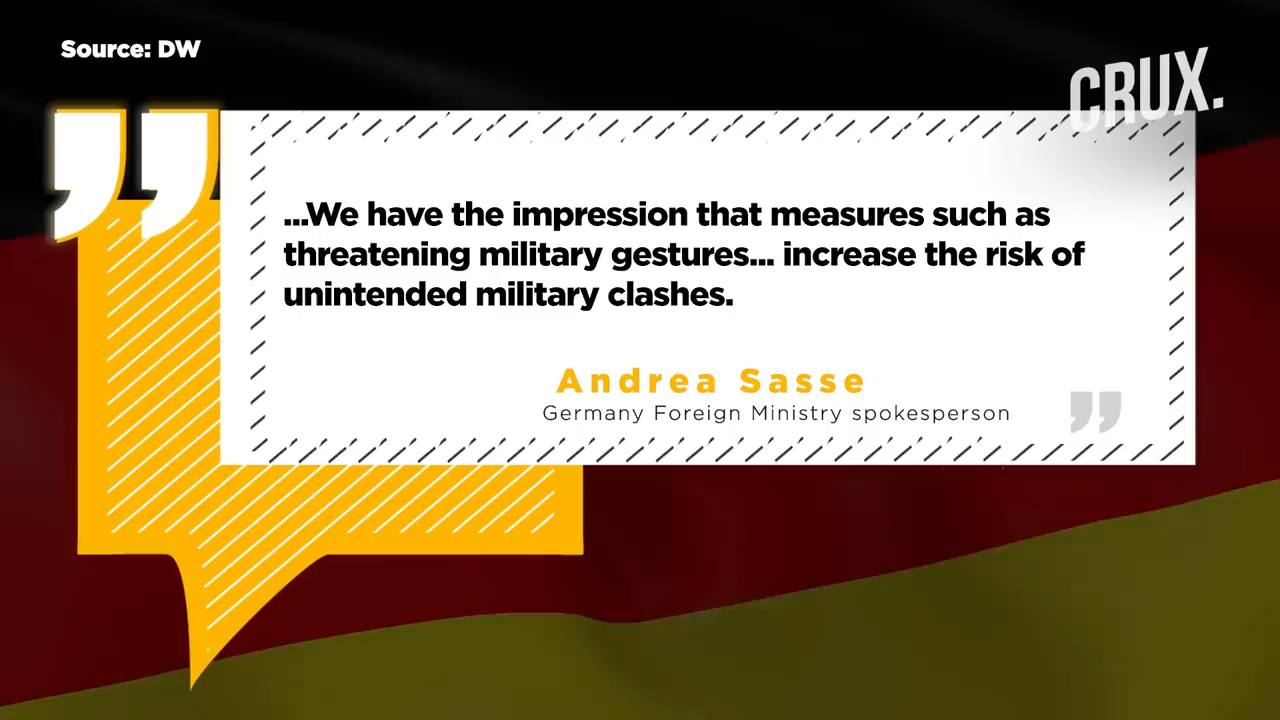 Source: DW
CRUX.
...We have the impression that measures such as
threatening military gestures... increase the risk of
unintended military clashes.
Andrea Sasse
Germany Foreign Ministry spokesperson